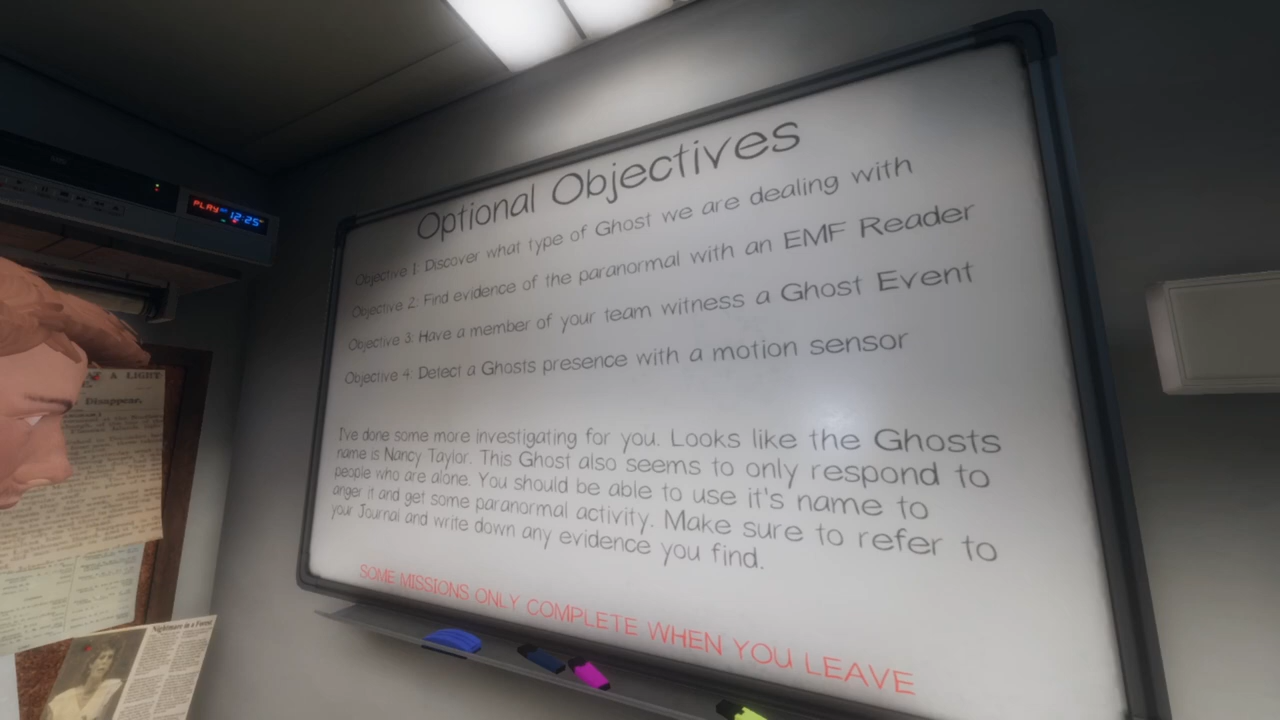 Optional Objectives
Objective 1: Discover what type of Ghost we are dealing with
Objective 2: Find evidence of the paranormal with an EMF Reader
Objective 3: Have a member of your team witness a Ghost Event
Objective 4: Detect a Ghosts presence with a motion sensor
I've done some more investigating for you. Looks like the Ghosts
name is Nancy Taylor. This Ghost also seems to only respond to
people who are alone. You should be able to use it's name to
anger it and get some paranormal activity. Make sure to refer to
your Journal and write down any evidence you find.
SOME MISSIONS ONLY COMPLETE WHEN YOU LEAVE
PLAY 12:25
& LIGHT
Disappear.
Nightmare in a Forest